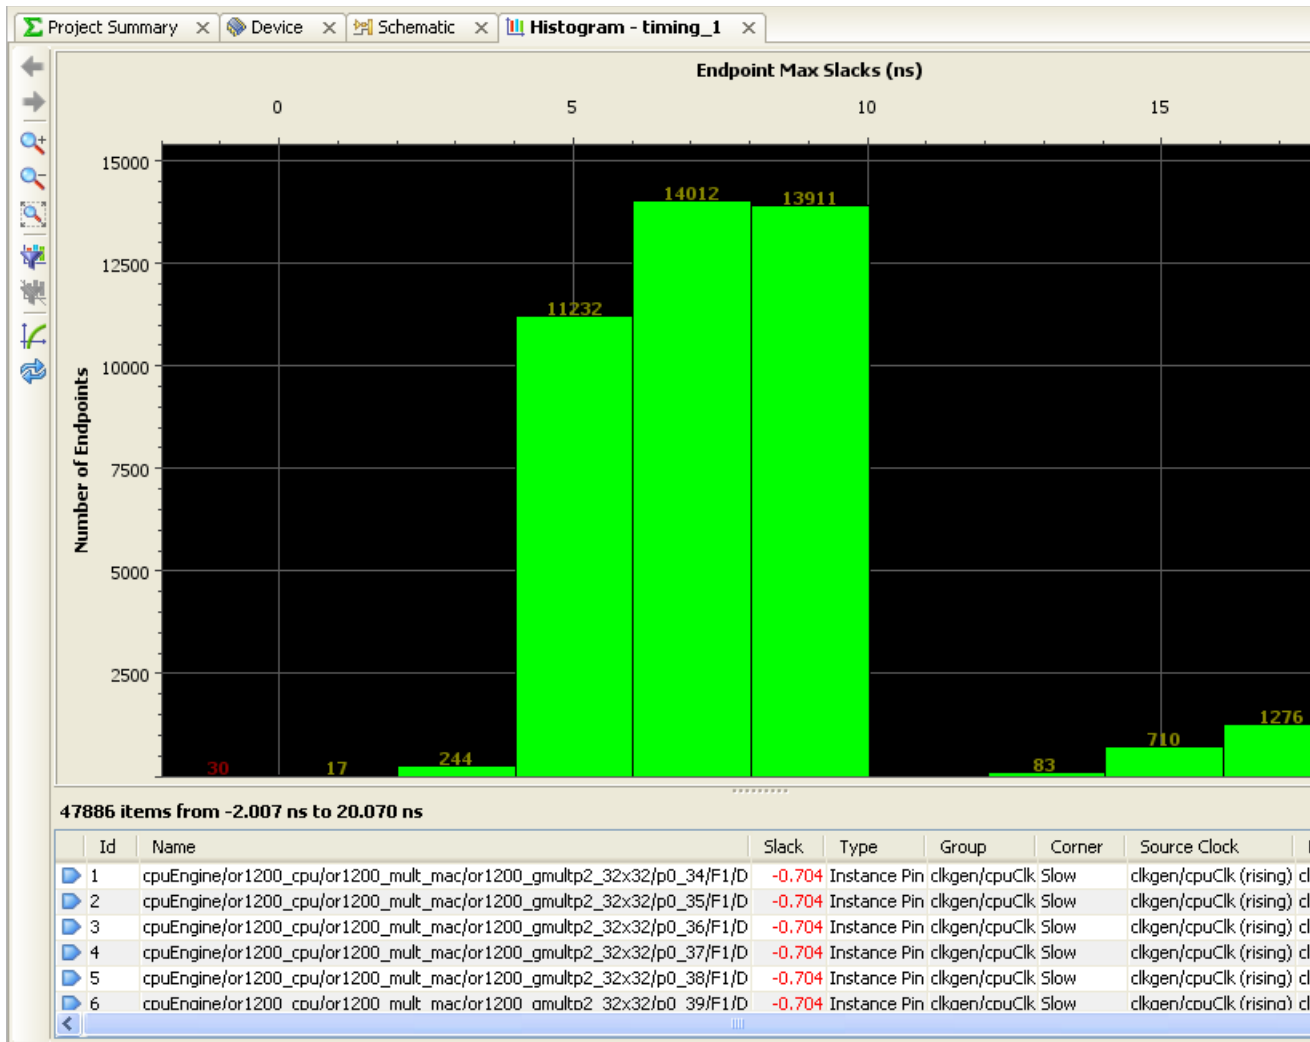 Project Summary Device Schematic Histogram - timing_1
Endpoint Max Slacks (ns)
0 5 10 15
15000
14012 13911
12500
11232
10000
Number of Endpoints
7500
5000
2500
1276
710
30 17 244 83
47886 items from -2.007 ns to 20.070 ns
Id Name Slack Type Group Corner Source Clock
1 cpuEngine/or1200_cpu/or1200_mult_mac/or1200_gmultp2_32x32/p0_34/F1/D -0.704 Instance Pin clkgen/cpuClk Slow clkgen/cpuClk (rising) cl
2 cpuEngine/or1200_cpu/or1200_mult_mac/or1200_gmultp2_32x32/p0_35/F1/D -0.704 Instance Pin clkgen/cpuClk Slow clkgen/cpuClk (rising) cl
3 cpuEngine/or1200_cpu/or1200_mult_mac/or1200_gmultp2_32x32/p0_36/F1/D -0.704 Instance Pin clkgen/cpuClk Slow clkgen/cpuClk (rising) cl
4 cpuEngine/or1200_cpu/or1200_mult_mac/or1200_gmultp2_32x32/p0_37/F1/D -0.704 Instance Pin clkgen/cpuClk Slow clkgen/cpuClk (rising) cl
5 cpuEngine/or1200_cpu/or1200_mult_mac/or1200_gmultp2_32x32/p0_38/F1/D -0.704 Instance Pin clkgen/cpuClk Slow clkgen/cpuClk (rising) cl
6 cpuEngine/or1200_cpu/or1200_mult_mac/or1200_gmultp2_32x32/p0_39/F1/D -0.704 Instance Pin clkgen/cpuClk Slow clkgen/cpuClk (rising) cl